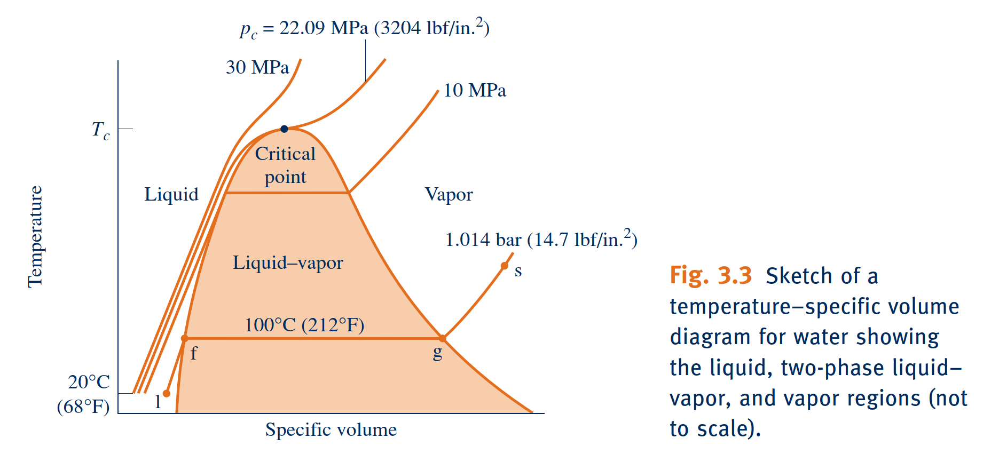 p_c = 22.09 MPa (3204 lbf/in.²)
30 MPa
10 MPa
T_c
Critical
point
Liquid
Vapor
1.014 bar (14.7 lbf/in.²)
Liquid–vapor
s
100°C (212°F)
f
g
20°C
(68°F)
l
Temperature
Specific volume
Fig. 3.3 Sketch of a
temperature–specific volume
diagram for water showing
the liquid, two-phase liquid–
vapor, and vapor regions (not
to scale).